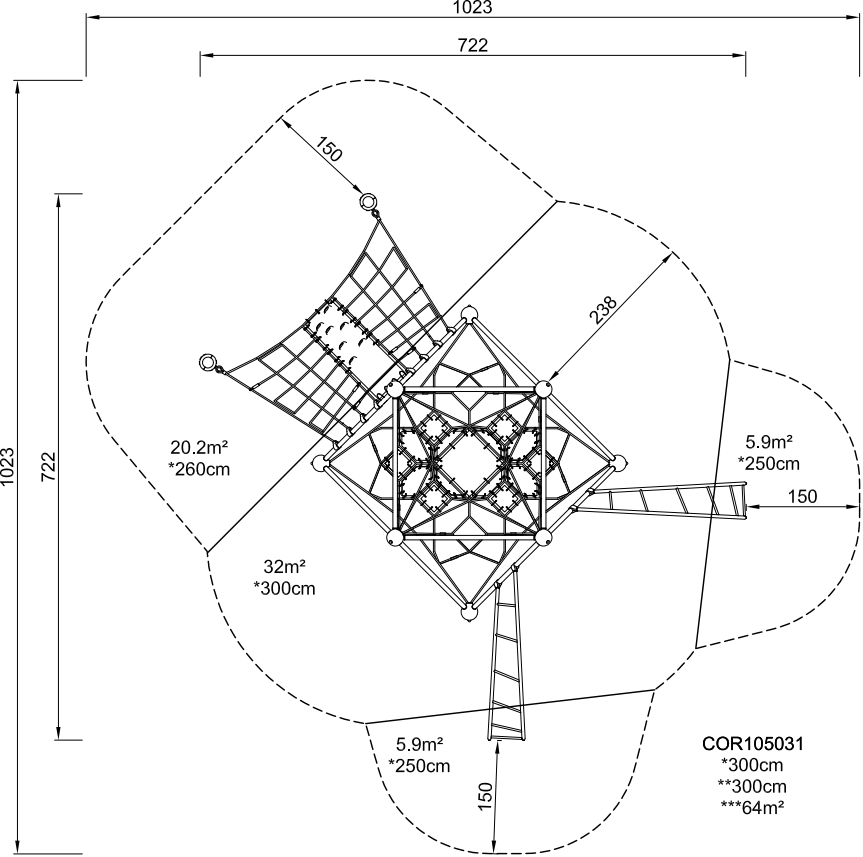 1023
722
150
238
1023
722
20.2m²
*260cm
5.9m²
*250cm
150
32m²
*300cm
5.9m²
*250cm
150
COR105031
*300cm
**300cm
***64m²